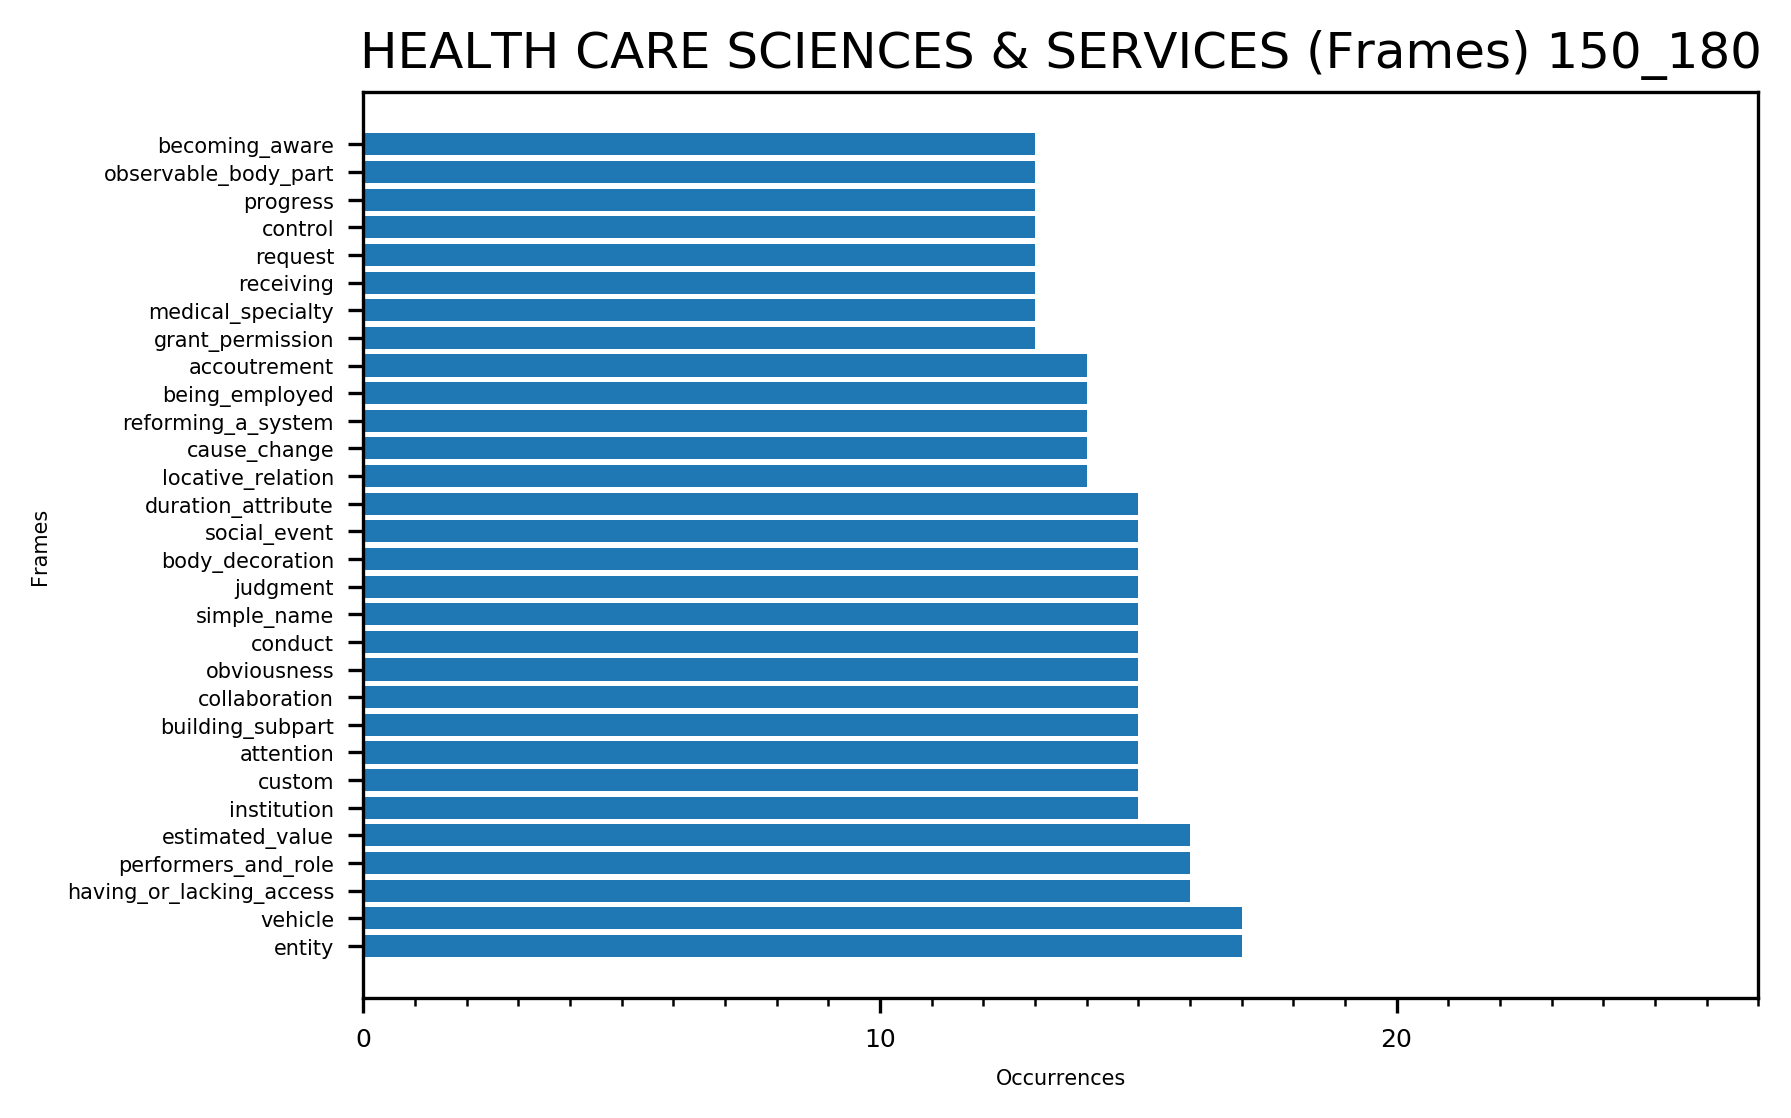 HEALTH CARE SCIENCES & SERVICES (Frames) 150_180
becoming_aware
observable_body_part
progress
control
request
receiving
medical_specialty
grant_permission
accoutrement
being_employed
reforming_a_system
cause_change
locative_relation
duration_attribute
social_event
body_decoration
judgment
simple_name
conduct
obviousness
collaboration
building_subpart
attention
custom
institution
estimated_value
performers_and_role
having_or_lacking_access
vehicle
entity
Frames
0 10 20
Occurrences